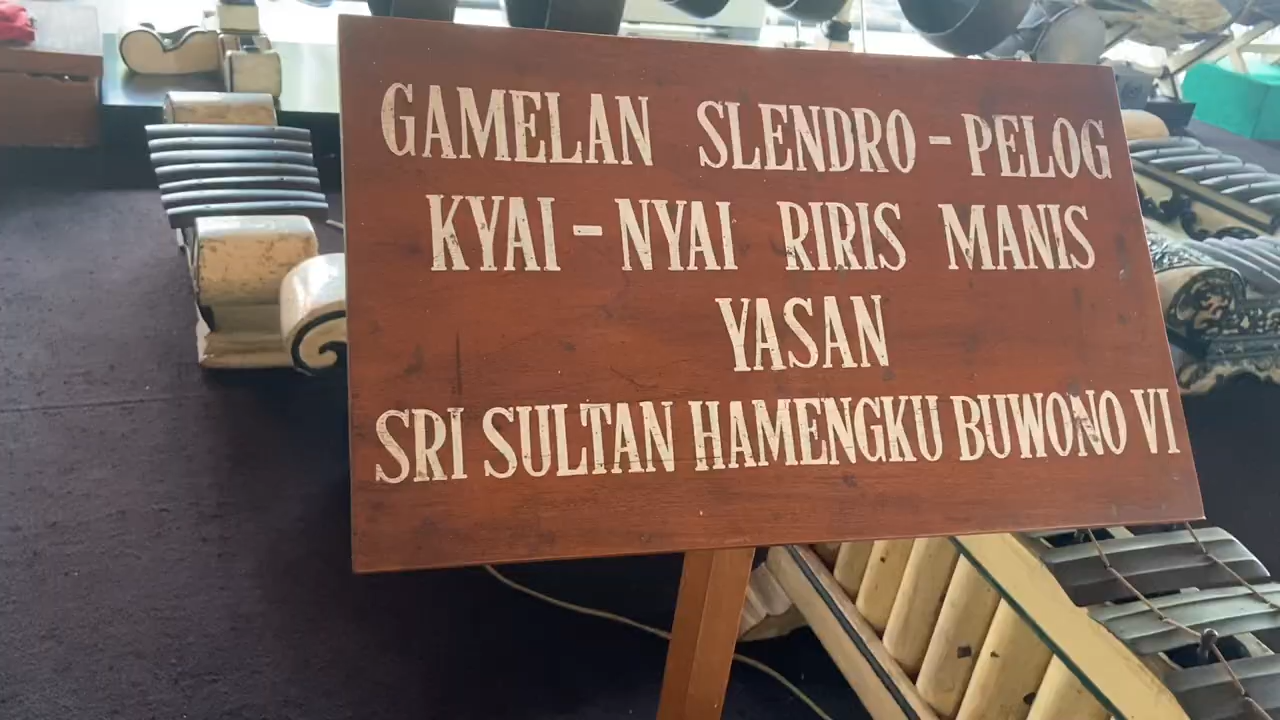 GAMELAN SLENDRO - PELOG
KYAI - NYAI RIRIS MANIS
YASAN
SRI SULTAN HAMENGKU BUWONO VI